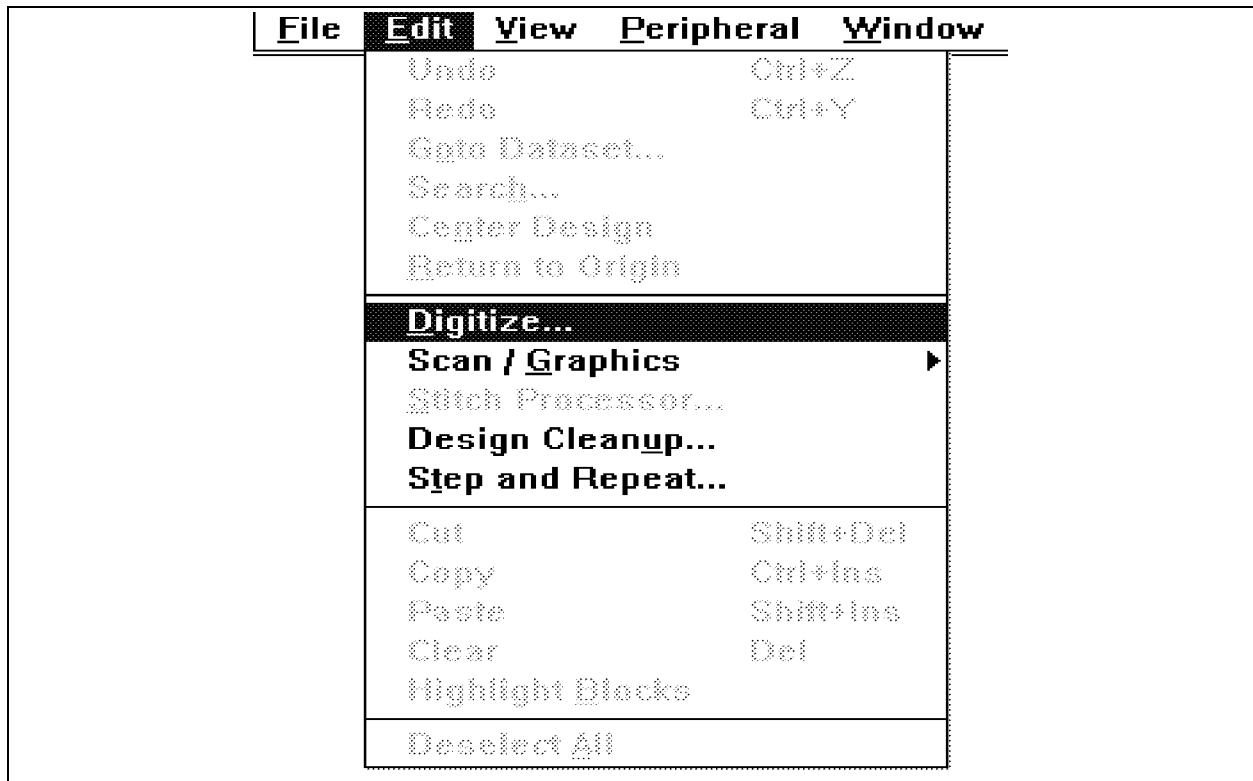 File Edit View Peripheral Window
Undo Ctrl+Z
Redo Ctrl+Y
Goto Dataset...
Search...
Center Design
Return to Origin
Digitize...
Scan / Graphics
Stitch Processor...
Design Cleanup...
Step and Repeat...
Cut Shift+Del
Copy Ctrl+Ins
Paste Shift+Ins
Clear Del
Highlight Blocks
Deselect All